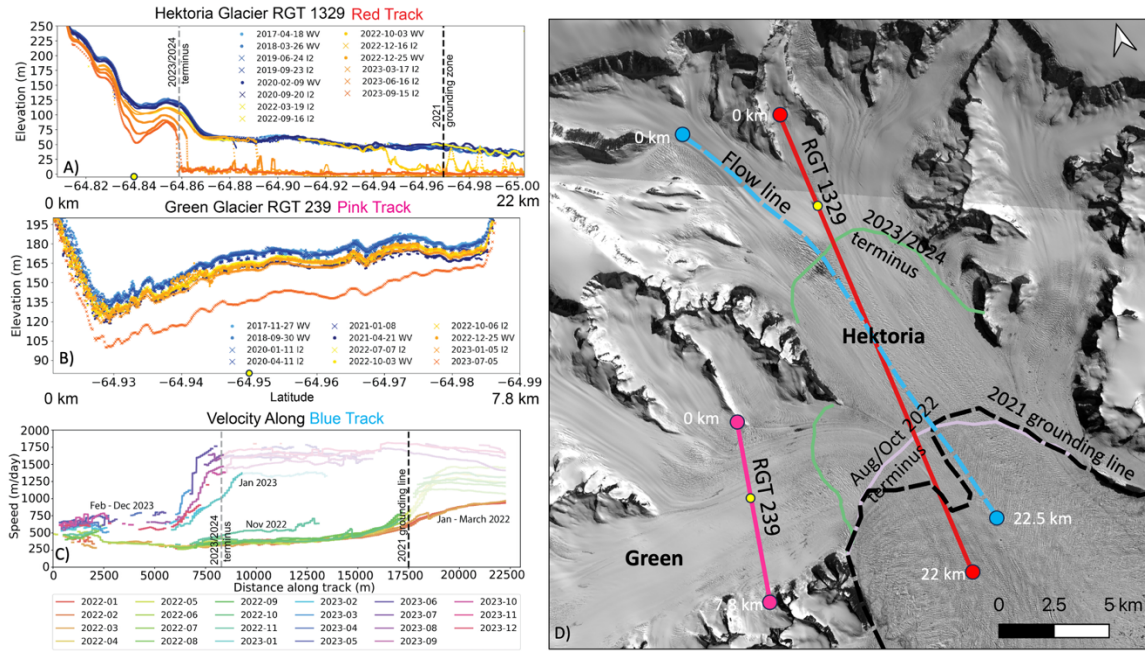 Hektoria Glacier RGT 1329 Red Track
Elevation (m)
250
225
200
175
150
125
100
75
50
25
0
A)
2023/2024
terminus
2017-04-18 WV
2018-03-26 WV
2019-06-24 I2
2019-09-23 I2
2020-02-09 WV
2020-09-20 I2
2022-03-19 I2
2022-09-16 I2
2022-10-03 WV
2022-12-16 I2
2022-12-25 WV
2023-03-17 I2
2023-06-16 I2
2023-09-15 I2
2021
grounding zone
−64.82 −64.84 −64.86 −64.88 −64.90 −64.92 −64.94 −64.96 −64.98 −65.00
0 km 22 km
Green Glacier RGT 239 Pink Track
Elevation (m)
195
180
165
150
135
120
105
90
B)
2017-11-27 WV
2018-09-30 WV
2020-01-11 I2
2020-04-11 I2
2021-01-08
2021-04-21 WV
2022-07-07 I2
2022-10-03 WV
2022-10-06 I2
2022-12-25 WV
2023-01-05 I2
2023-07-05
−64.93 −64.94 −64.95 −64.96 −64.97 −64.98 −64.99
0 km Latitude 7.8 km
Velocity Along Blue Track
Speed (m/day)
2000
1750
1500
1250
1000
750
500
250
0
C)
Feb - Dec 2023
Jan 2023
Nov 2022
Jan - March 2022
2023/2024
terminus
2021 grounding line
0 2500 5000 7500 10000 12500 15000 17500 20000 22500
Distance along track (m)
2022-01
2022-02
2022-03
2022-04
2022-05
2022-06
2022-07
2022-08
2022-09
2022-10
2022-11
2023-01
2023-02
2023-03
2023-04
2023-05
2023-06
2023-07
2023-08
2023-09
2023-10
2023-11
2023-12
0 km
0 km
RGT 1329
Flow line
2023/2024
terminus
Hektoria
0 km
RGT 239
Aug/Oct 2022
terminus
2021 grounding line
22.5 km
Green
22 km
7.8 km
0 2.5 5 km
D)